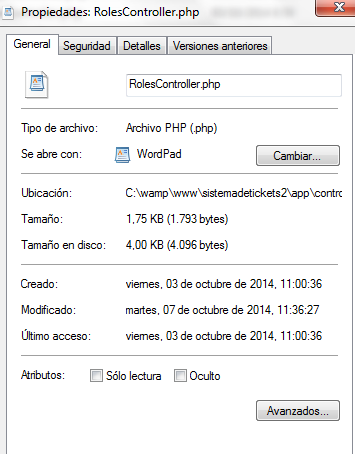 Propiedades: RolesController.php
General Seguridad Detalles Versiones anteriores
RolesController.php
Tipo de archivo: Archivo PHP (.php)
Se abre con: WordPad Cambiar...
Ubicación: C:\wamp\www\sistemadetickets2\app\contro
Tamaño: 1,75 KB (1.793 bytes)
Tamaño en disco: 4,00 KB (4.096 bytes)
Creado: viernes, 03 de octubre de 2014, 11:00:36
Modificado: martes, 07 de octubre de 2014, 11:36:27
Último acceso: viernes, 03 de octubre de 2014, 11:00:36
Atributos: Sólo lectura Oculto
Avanzados...